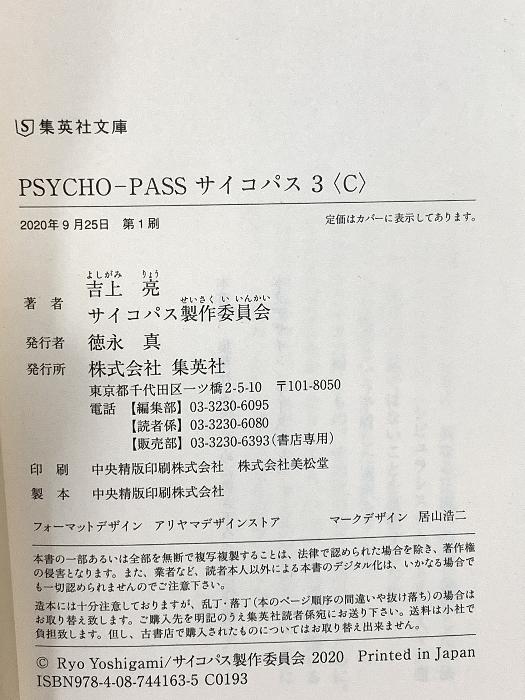 S 集英社文庫
PSYCHO-PASS サイコパス 3〈C〉
2020年9月25日 第1刷
定価はカバーに表示してあります。
よしがみ りょう
著者 吉上 亮
せいさくいいんかい
サイコパス製作委員会
発行者 徳永 真
発行所 株式会社 集英社
東京都千代田区一ツ橋2-5-10 〒101-8050
電話 【編集部】03-3230-6095
【読者係】03-3230-6080
【販売部】03-3230-6393(書店専用)
印刷 中央精版印刷株式会社 株式会社美松堂
製本 中央精版印刷株式会社
フォーマットデザイン アリヤマデザインストア マークデザイン 居山浩二
本書の一部あるいは全部を無断で複写複製することは、法律で認められた場合を除き、著作権
の侵害となります。また、業者など、読者本人以外による本書のデジタル化は、いかなる場合で
も一切認められませんのでご注意下さい。
造本には十分注意しておりますが、乱丁・落丁(本のページ順序の間違いや抜け落ち)の場合は
お取り替え致します。ご購入先を明記のうえ集英社読者係宛にお送り下さい。送料は小社で
負担致します。但し、古書店で購入されたものについてはお取り替え出来ません。
© Ryo Yoshigami/サイコパス製作委員会 2020 Printed in Japan
ISBN978-4-08-744163-5 C0193